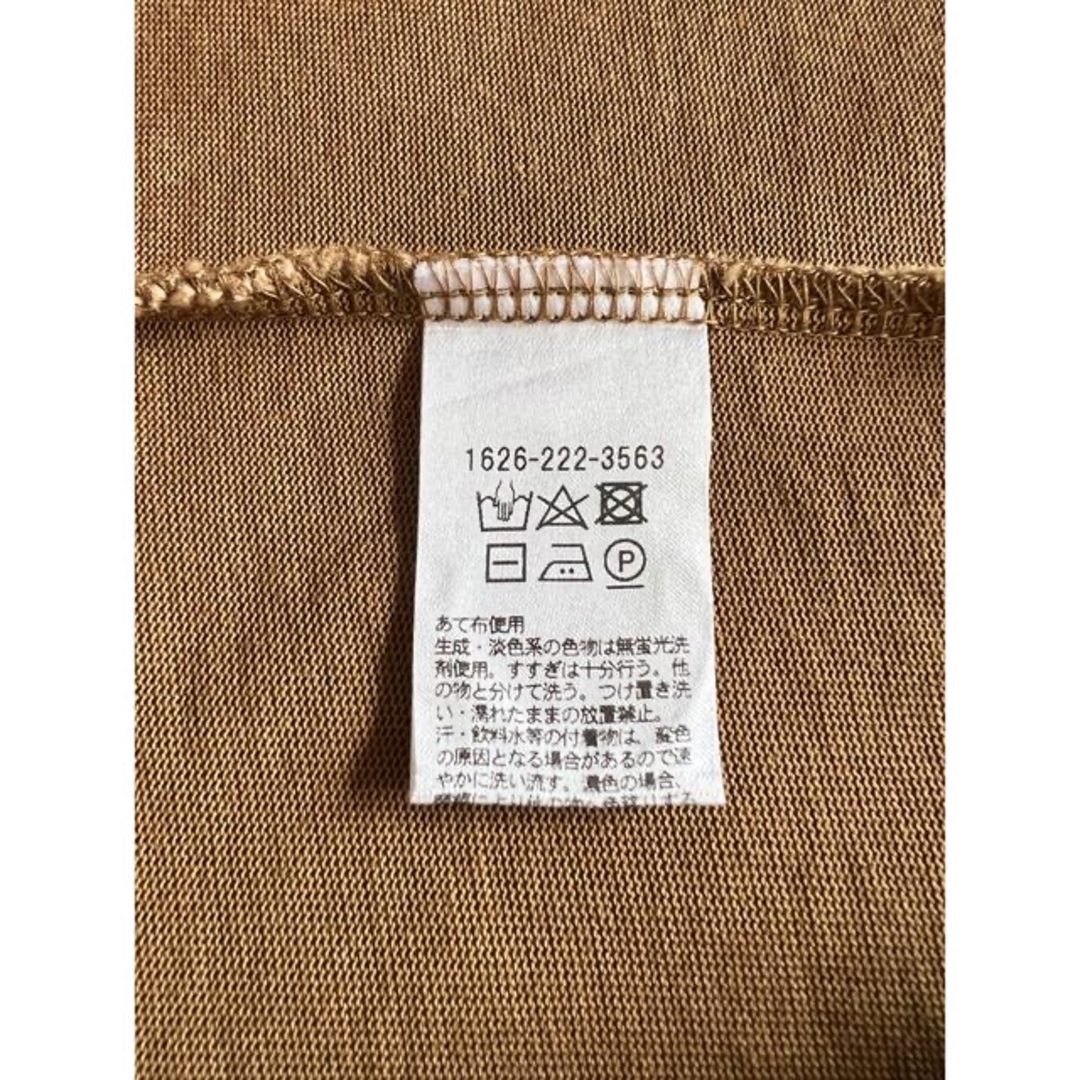 1626-222-3563
P
あて布使用
生成・淡色系の色物は無蛍光洗
剤使用。すすぎは十分行う。他
の物と分けて洗う。つけ置き洗
い・濡れたままの放置禁止。
汗・飲料水等の付着物は、変色
の原因となる場合があるので速
やかに洗い流す。濃色の場合、